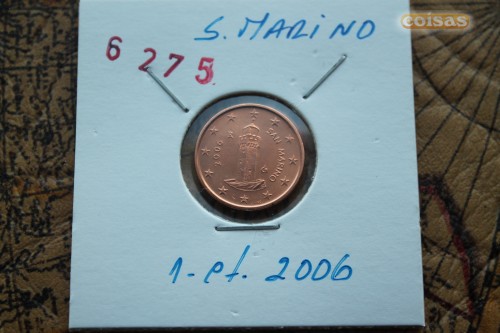 coisas
S. MARINO
6 275
SAN MARINO
2006
1 - ct. 2006